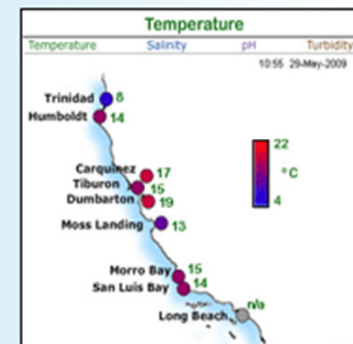 Temperature
Temperature Salinity pH Turbidity
10:55 29-May-2009
Trinidad 8
Humboldt 14
22
°C
4
Carquinez 17
Tiburon 15
Dumbarton 19
Moss Landing 13
Morro Bay 15
San Luis Bay 14
n/a
Long Beach